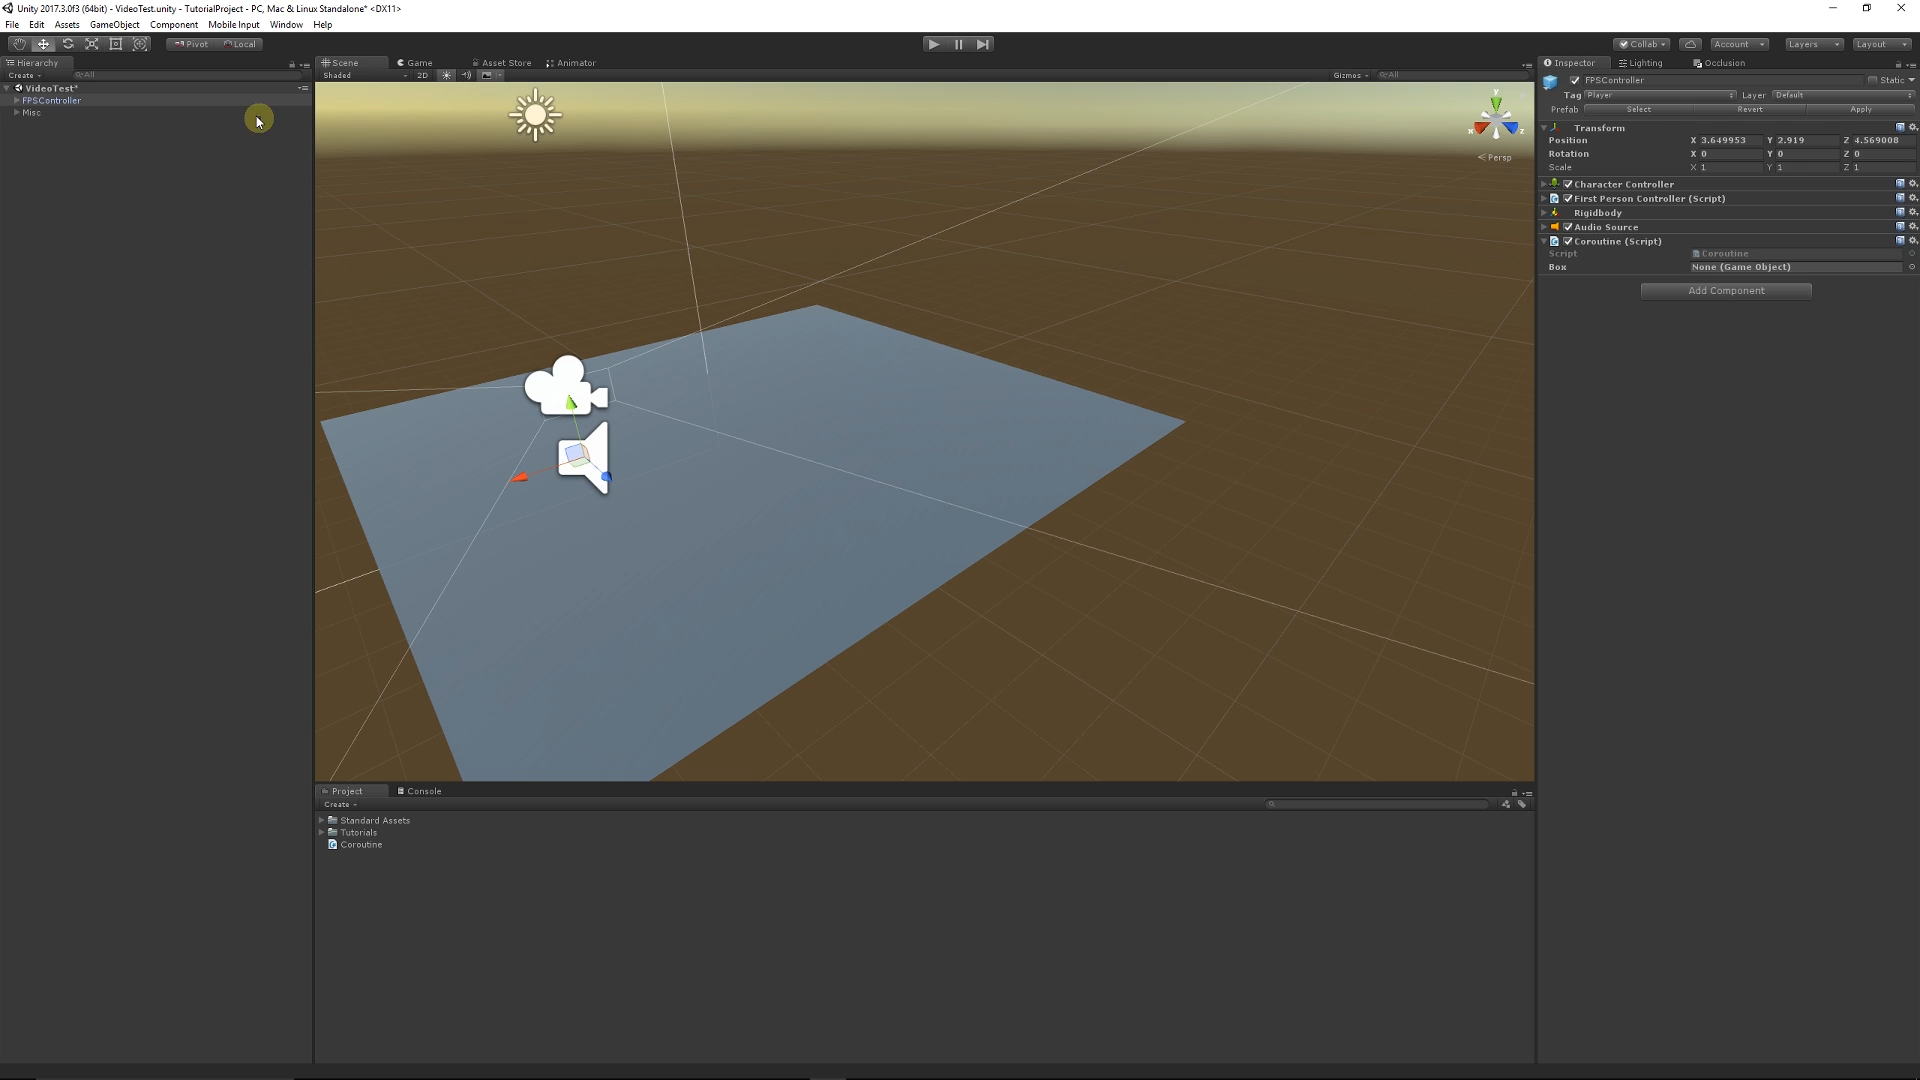 Unity 2017.3.0f3 (64bit) - VideoTest.unity - TutorialProject - PC, Mac & Linux Standalone* <DX11>
File Edit Assets GameObject Component Mobile Input Window Help
Pivot Local Collab Account Layers Layout
Hierarchy Scene Game Asset Store Animator Inspector Lighting Occlusion
Create All Shaded 2D Gizmos All
FPSController Static
VideoTest*
Tag Player Layer Default
FPSController
Prefab Select Revert Apply
Misc
Transform
Position X 3.649953 Y 2.919 Z 4.569008
Rotation X 0 Y 0 Z 0
Scale X 1 Y 1 Z 1
Character Controller
First Person Controller (Script)
Rigidbody
Audio Source
Coroutine (Script)
Script Coroutine
Box None (Game Object)
Add Component
y
x z
Persp
Project Console
Create
Standard Assets
Tutorials
Coroutine